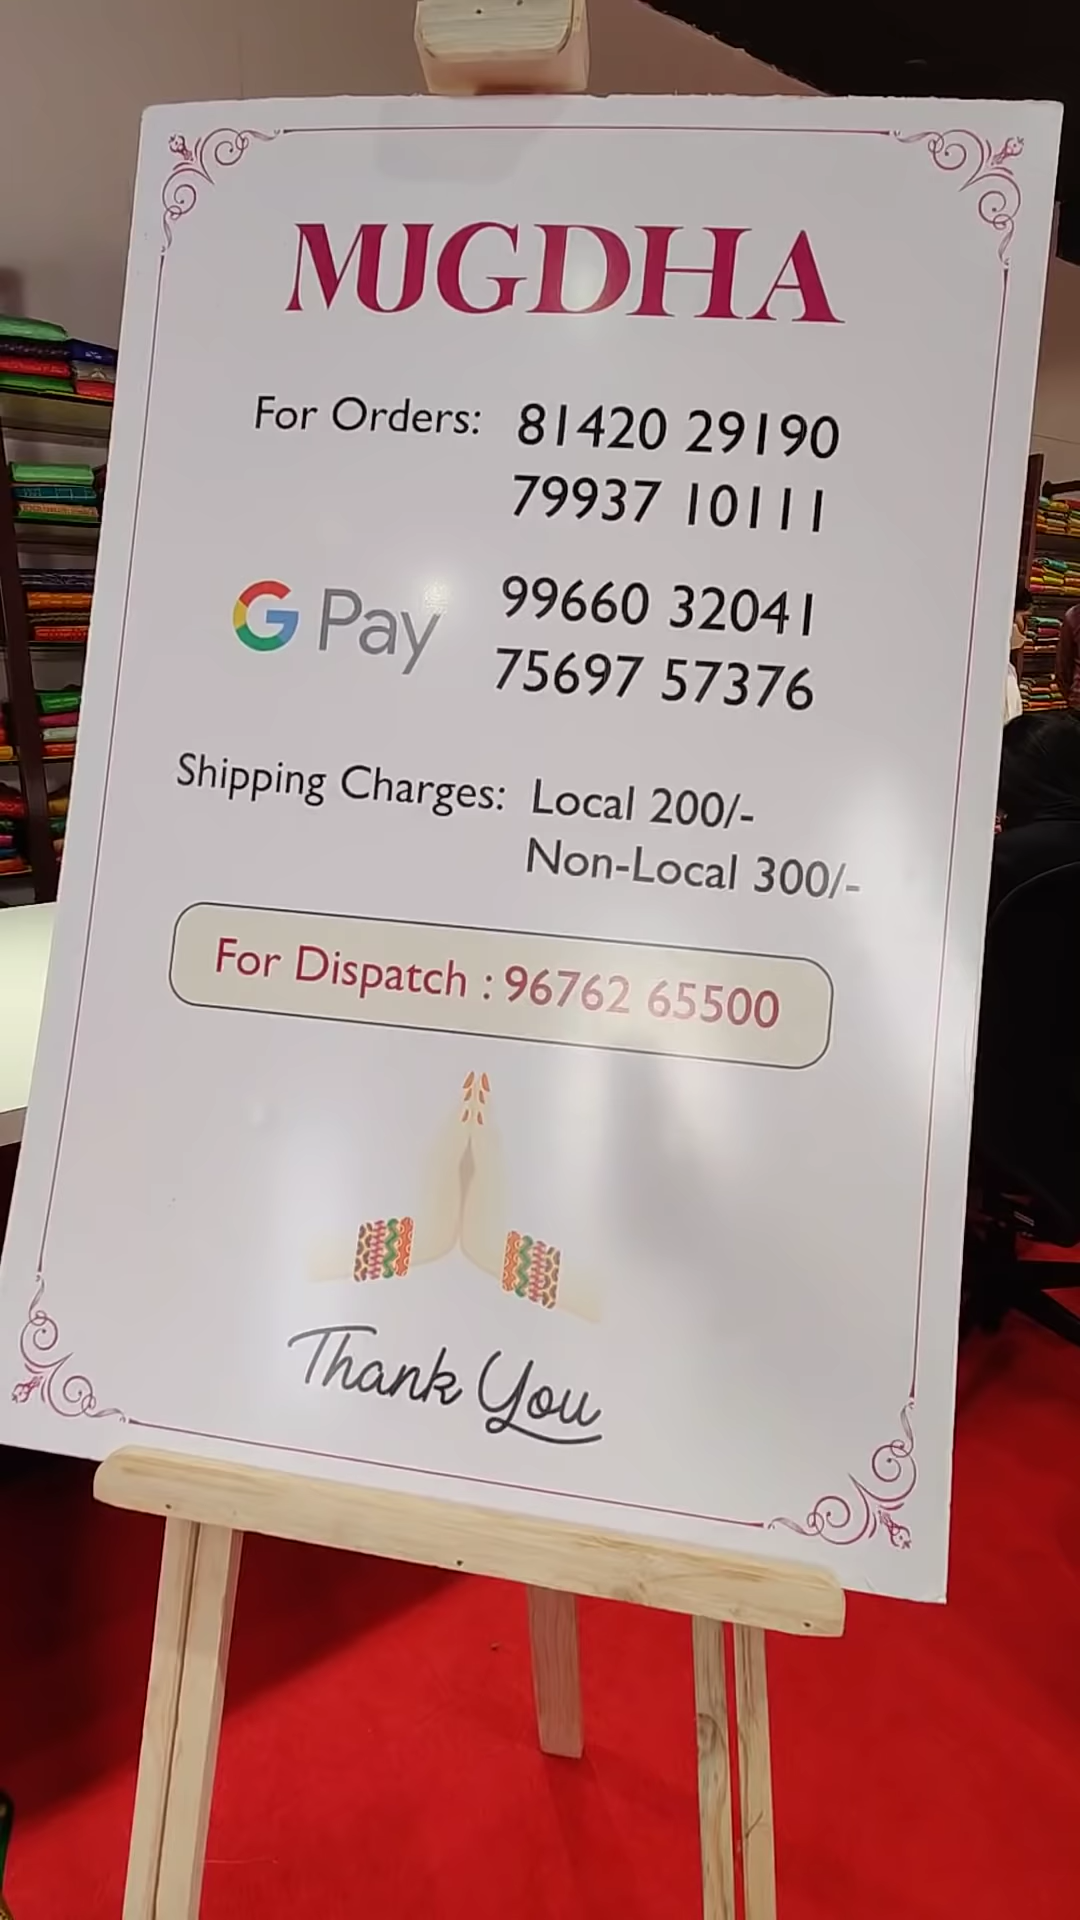 MUGDHA
For Orders: 81420 29190
79937 10111
G Pay 99660 32041
75697 57376
Shipping Charges: Local 200/-
Non-Local 300/-
For Dispatch : 96762 65500
Thank You